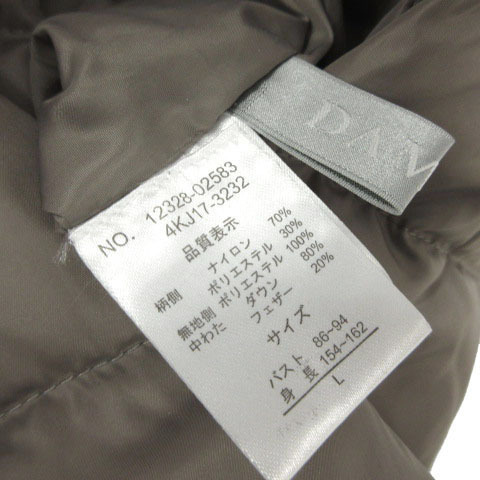 DAM
NO. 12328-02583
4KJ17-3232
品質表示
柄側 ナイロン 70%
ポリエステル 30%
無地側 ポリエステル 100%
中わた ダウン 80%
フェザー 20%
サイズ
バスト 86~94
身長 154~162
L